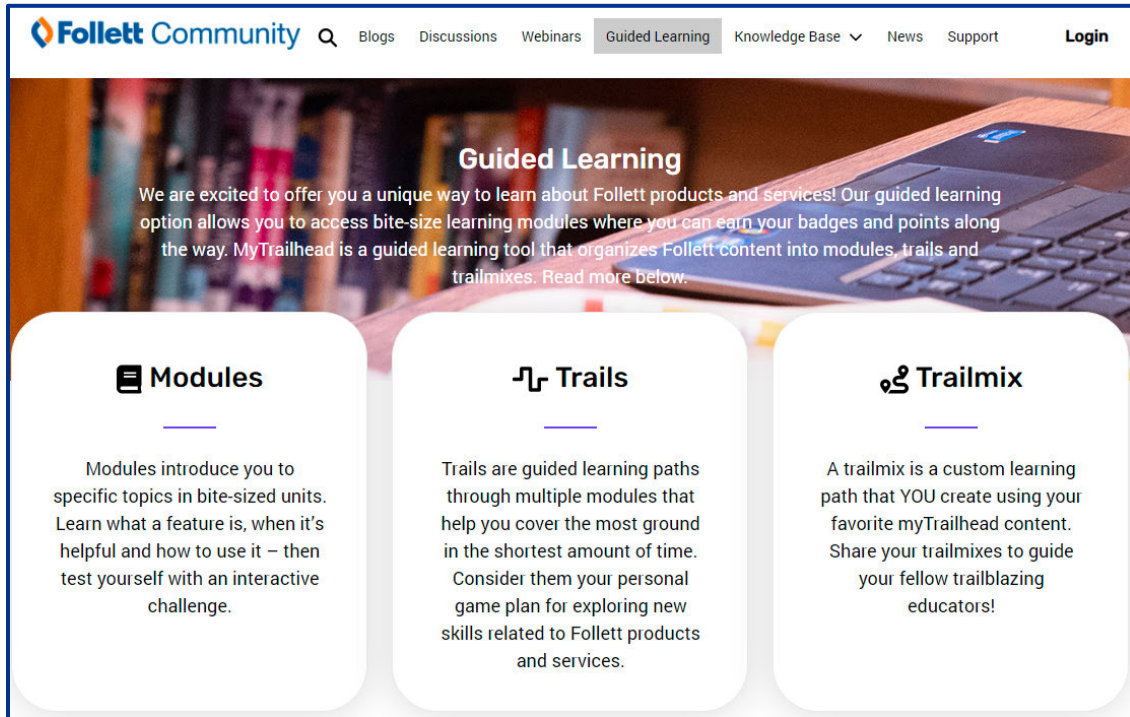 Follett Community
Blogs Discussions Webinars Guided Learning Knowledge Base News Support Login
Guided Learning
We are excited to offer you a unique way to learn about Follett products and services! Our guided learning
option allows you to access bite-size learning modules where you can earn your badges and points along
the way. MyTrailhead is a guided learning tool that organizes Follett content into modules, trails and
trailmixes. Read more below.
Modules
Modules introduce you to
specific topics in bite-sized units.
Learn what a feature is, when it’s
helpful and how to use it – then
test yourself with an interactive
challenge.
Trails
Trails are guided learning paths
through multiple modules that
help you cover the most ground
in the shortest amount of time.
Consider them your personal
game plan for exploring new
skills related to Follett products
and services.
Trailmix
A trailmix is a custom learning
path that YOU create using your
favorite myTrailhead content.
Share your trailmixes to guide
your fellow trailblazing
educators!